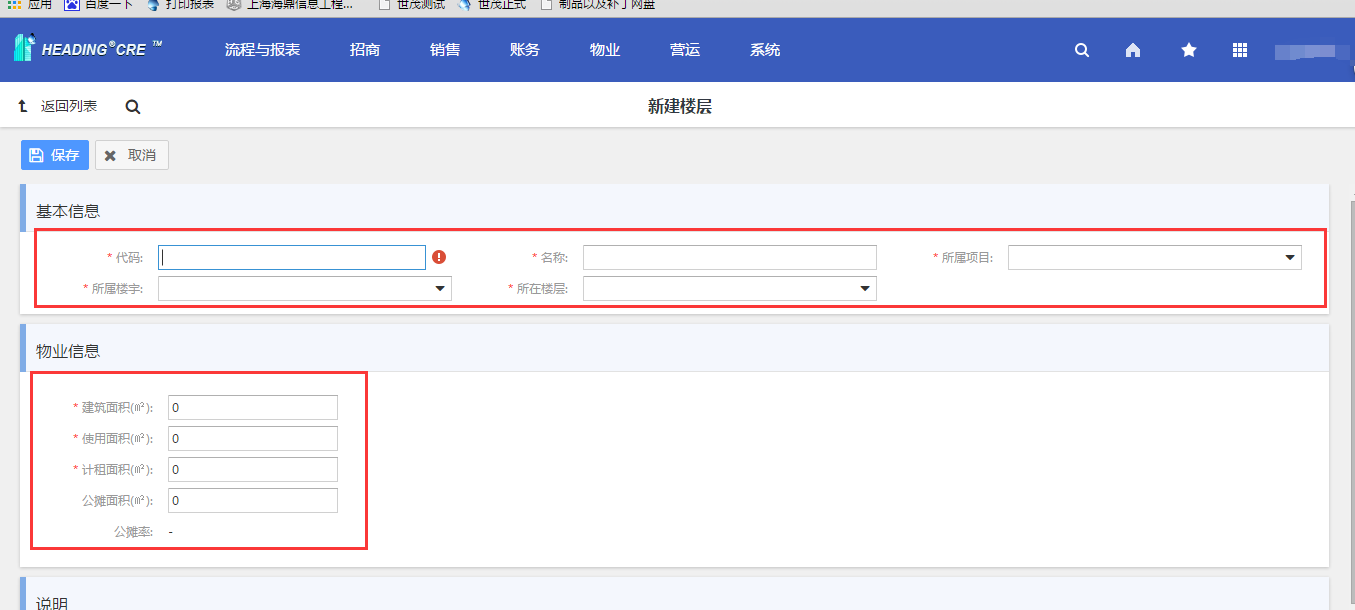 应用 百度一下 打印报表 上海海鼎信息工程... 世茂测试 世茂正式 制品以及补丁网盘
HEADING®CRE ™ 流程与报表 招商 销售 账务 物业 营运 系统
返回列表 新建楼层
保存 取消
基本信息
* 代码: * 名称: * 所属项目:
* 所属楼宇: * 所在楼层:
物业信息
* 建筑面积(㎡): 0
* 使用面积(㎡): 0
* 计租面积(㎡): 0
公摊面积(㎡): 0
公摊率: -
说明